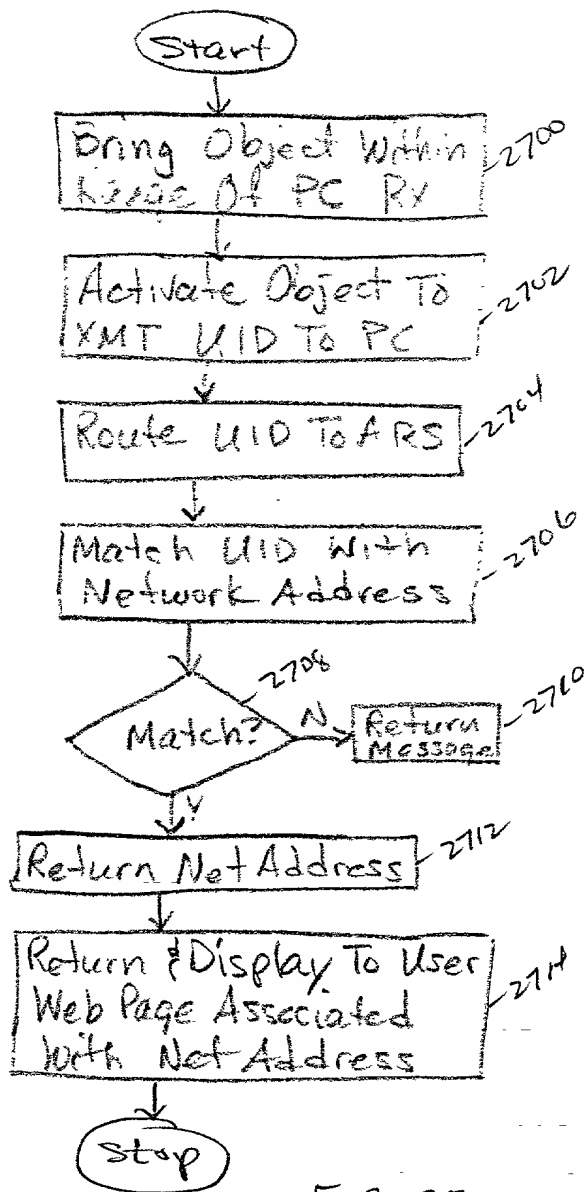 Start
Bring Object Within
Of PC RX
2700
Activate Object To
XMT UID To PC
2702
Route UID To ARS
2704
Match UID With
Network Address
2706
2708
Match?
N
Return
Message
2710
Y
Return Net Address
2712
Return & Display To User
Web Page Associated
With Net Address
2714
Stop